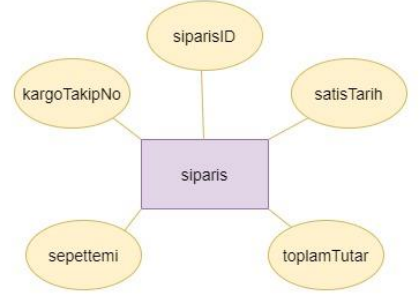 siparisID
kargoTakipNo
satisTarih
siparis
sepettemi
toplamTutar